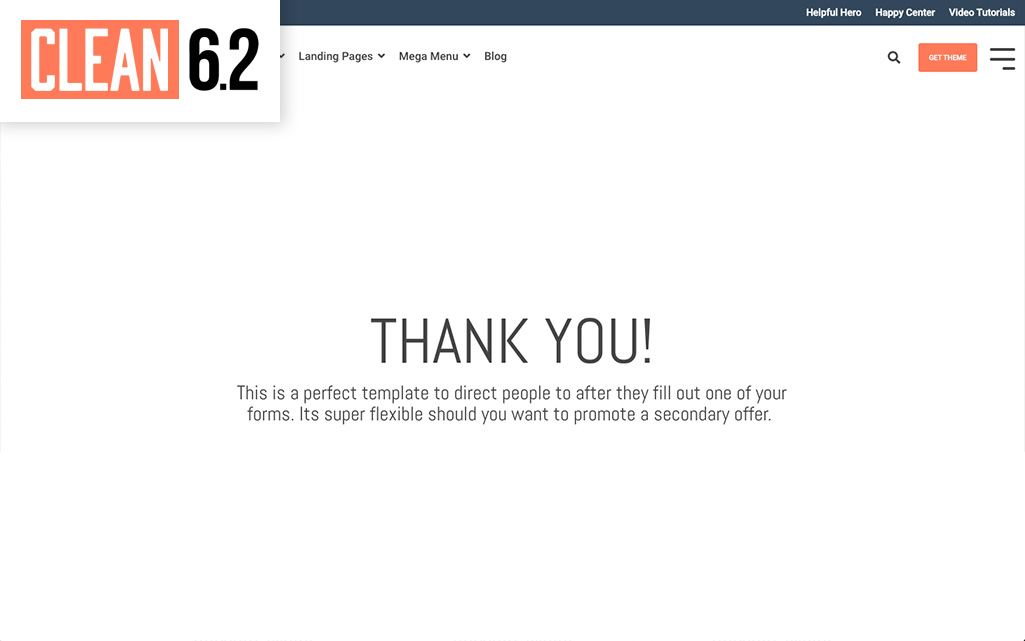 Helpful Hero Happy Center Video Tutorials
CLEAN 6.2
Landing Pages Mega Menu Blog
GET THEME
THANK YOU!
This is a perfect template to direct people to after they fill out one of your
forms. Its super flexible should you want to promote a secondary offer.